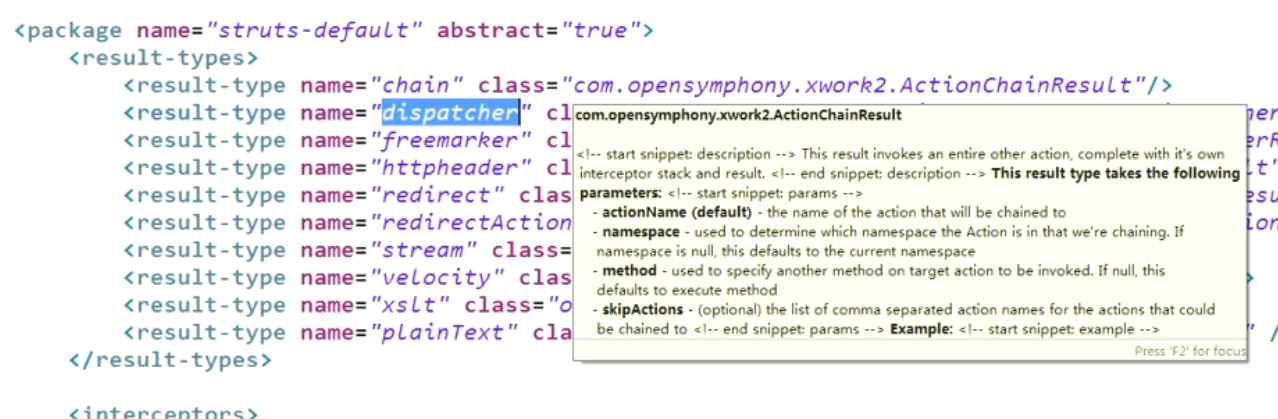 <package name="struts-default" abstract="true">
<result-types>
<result-type name="chain" class="com.opensymphony.xwork2.ActionChainResult"/>
<result-type name="dispatcher" cl
<result-type name="freemarker" cl
<result-type name="httpheader" cl
<result-type name="redirect" clas
<result-type name="redirectAction
<result-type name="stream" class=
<result-type name="velocity" clas
<result-type name="xslt" class="o
<result-type name="plainText" cla
</result-types>
<interceptors>
com.opensymphony.xwork2.ActionChainResult
<!-- start snippet: description --> This result invokes an entire other action, complete with it's own
interceptor stack and result. <!-- end snippet: description --> This result type takes the following
parameters: <!-- start snippet: params -->
- actionName (default) - the name of the action that will be chained to
- namespace - used to determine which namespace the Action is in that we're chaining. If
namespace is null, this defaults to the current namespace
- method - used to specify another method on target action to be invoked. If null, this
defaults to execute method
- skipActions - (optional) the list of comma separated action names for the actions that could
be chained to <!-- end snippet: params --> Example: <!-- start snippet: example -->
Press 'F2' for focus